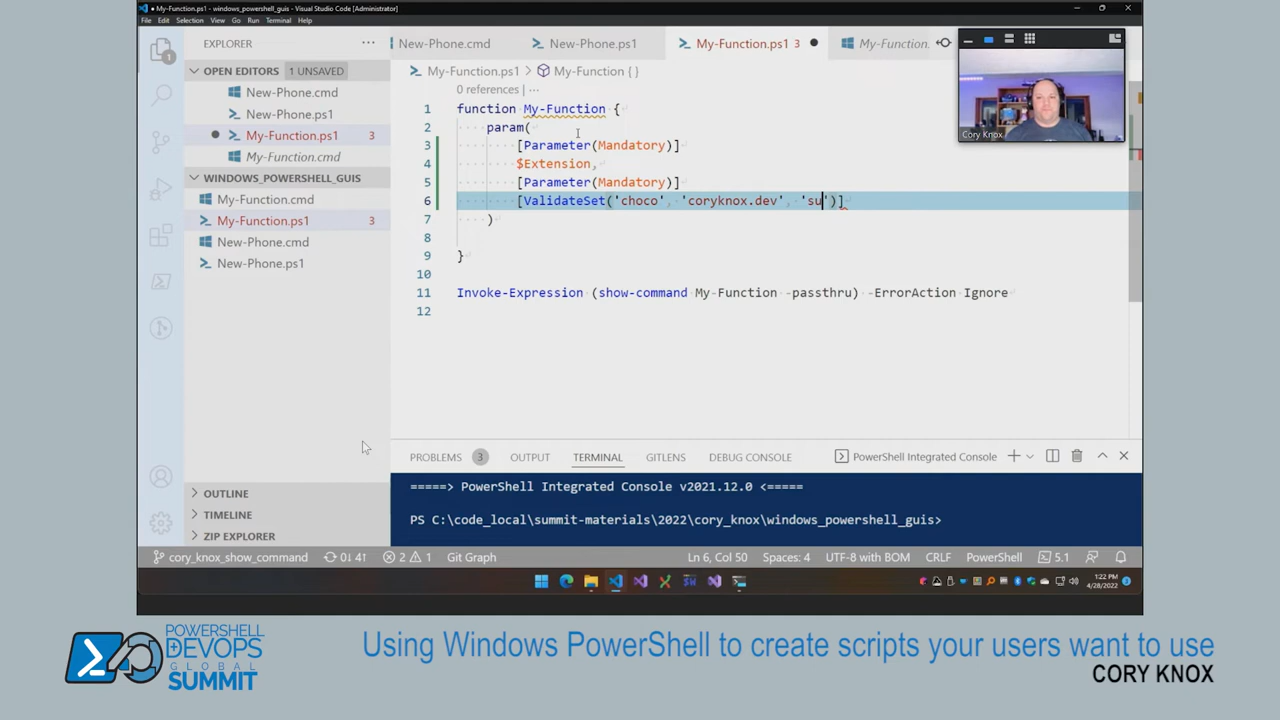 My-Function.ps1 - windows_powershell_guis - Visual Studio Code [Administrator]
File Edit Selection View Go Run Terminal Help
EXPLORER
New-Phone.cmd New-Phone.ps1 My-Function.ps1 3 My-Function.
OPEN EDITORS 1 UNSAVED
New-Phone.cmd
New-Phone.ps1
My-Function.ps1 3
My-Function.cmd
WINDOWS_POWERSHELL_GUIS
My-Function.cmd
My-Function.ps1 3
New-Phone.cmd
New-Phone.ps1
OUTLINE
TIMELINE
ZIP EXPLORER
1
My-Function.ps1 > My-Function { }
0 references | ...
1 function My-Function {
2 param(
3 [Parameter(Mandatory)]
4 $Extension,
5 [Parameter(Mandatory)]
6 [ValidateSet('choco', 'coryknox.dev', 'su')]
7 )
8
9 }
10
11 Invoke-Expression (show-command My-Function -passthru) -ErrorAction Ignore
12
Cory Knox
PROBLEMS 3 OUTPUT TERMINAL GITLENS DEBUG CONSOLE PowerShell Integrated Console
=====> PowerShell Integrated Console v2021.12.0 <=====
PS C:\code_local\summit-materials\2022\cory_knox\windows_powershell_guis>
cory_knox_show_command 0↓ 4↑ 2 1 Git Graph Ln 6, Col 50 Spaces: 4 UTF-8 with BOM CRLF PowerShell 5.1
1:22 PM
4/28/2022
POWERSHELL
+DEVOPS
GLOBAL
SUMMIT
Using Windows PowerShell to create scripts your users want to use
CORY KNOX